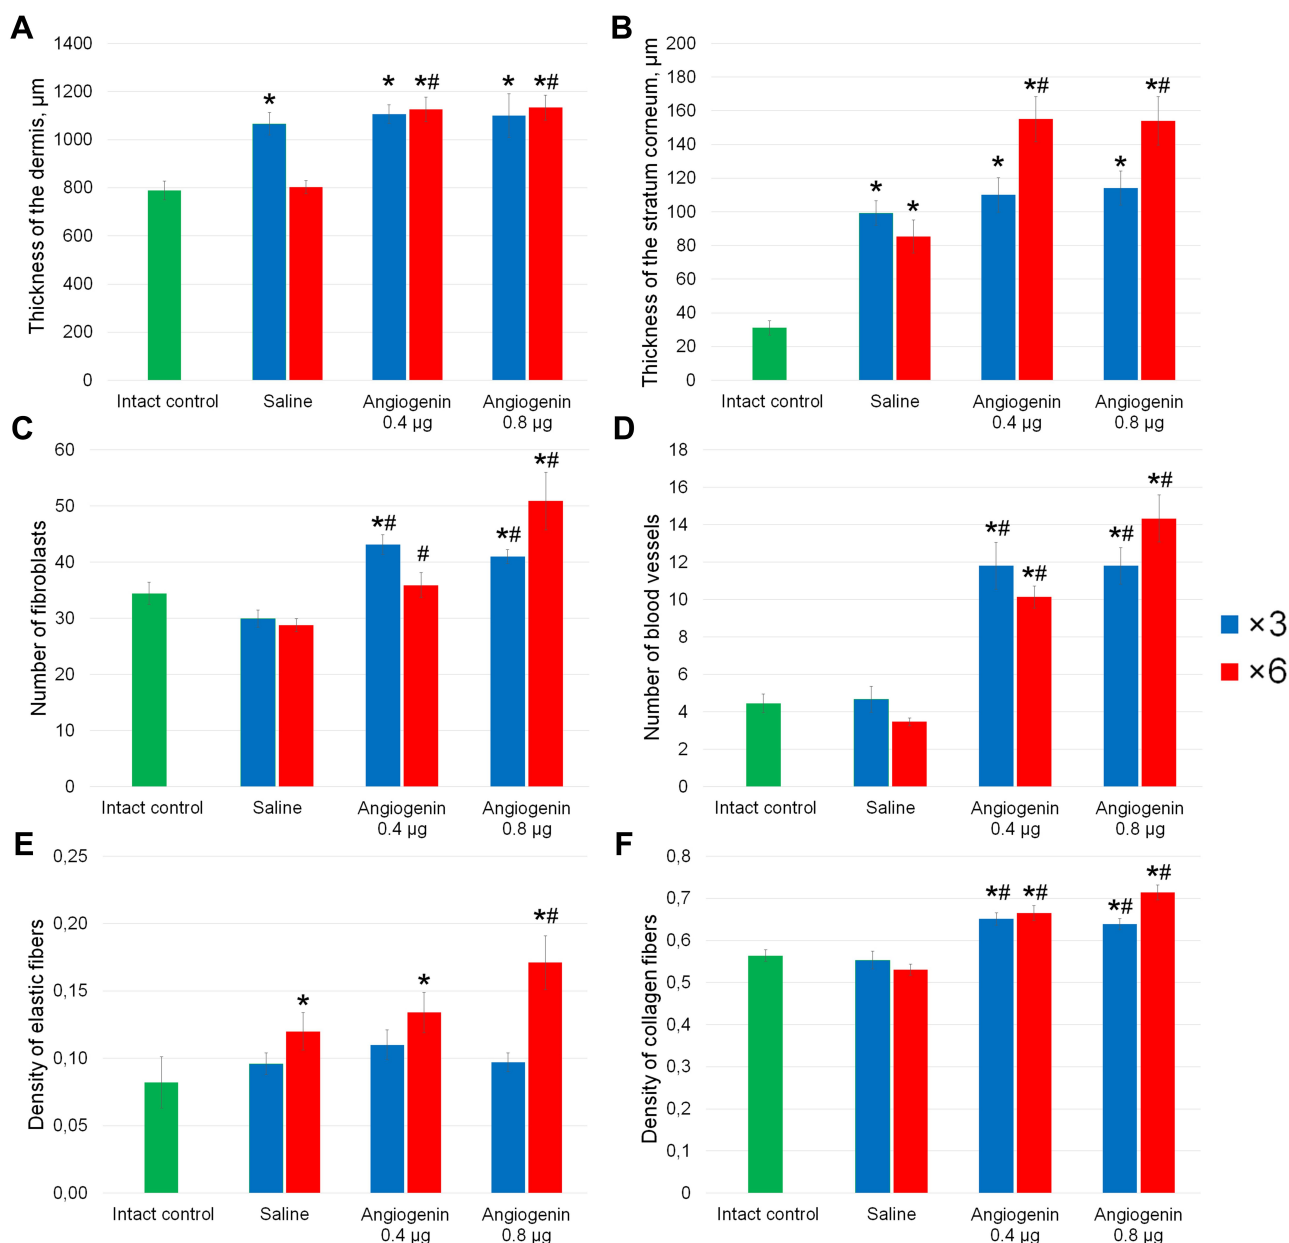 A
Thickness of the dermis, μm
1400
1200
1000
800
600
400
200
0
*
* *#
* *#
Intact control Saline Angiogenin Angiogenin
0.4 μg 0.8 μg
B
Thickness of the stratum corneum, μm
200
180
160
140
120
100
80
60
40
20
0
* *
* *#
* *#
Intact control Saline Angiogenin Angiogenin
0.4 μg 0.8 μg
C
Number of fibroblasts
60
50
40
30
20
10
0
*# #
*# *#
Intact control Saline Angiogenin Angiogenin
0.4 μg 0.8 μg
D
Number of blood vessels
18
16
14
12
10
8
6
4
2
0
*# *#
*# *#
Intact control Saline Angiogenin Angiogenin
0.4 μg 0.8 μg
×3
×6
E
Density of elastic fibers
0,25
0,20
0,15
0,10
0,05
0,00
*
*
*#
Intact control Saline Angiogenin Angiogenin
0.4 μg 0.8 μg
F
Density of collagen fibers
0,8
0,7
0,6
0,5
0,4
0,3
0,2
0,1
0
*# *#
*# *#
Intact control Saline Angiogenin Angiogenin
0.4 μg 0.8 μg